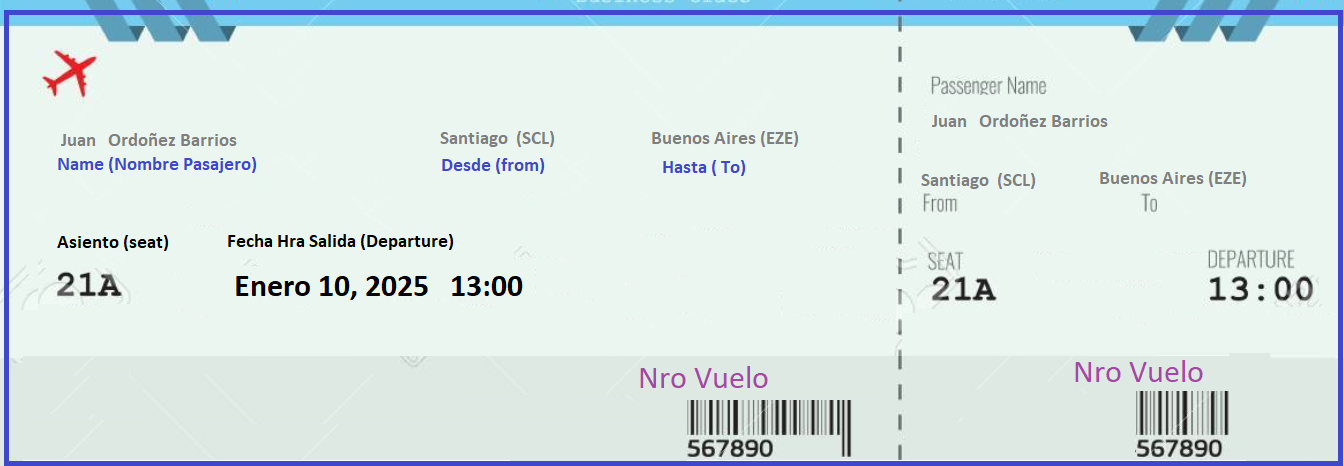 Business Class
Juan Ordoñez Barrios
Name (Nombre Pasajero)
Santiago (SCL)
Desde (from)
Buenos Aires (EZE)
Hasta ( To)
Asiento (seat)
21A
Fecha Hra Salida (Departure)
Enero 10, 2025 13:00
Nro Vuelo
567890
Passenger Name
Juan Ordoñez Barrios
Santiago (SCL)
From
Buenos Aires (EZE)
To
SEAT
21A
DEPARTURE
13:00
Nro Vuelo
567890